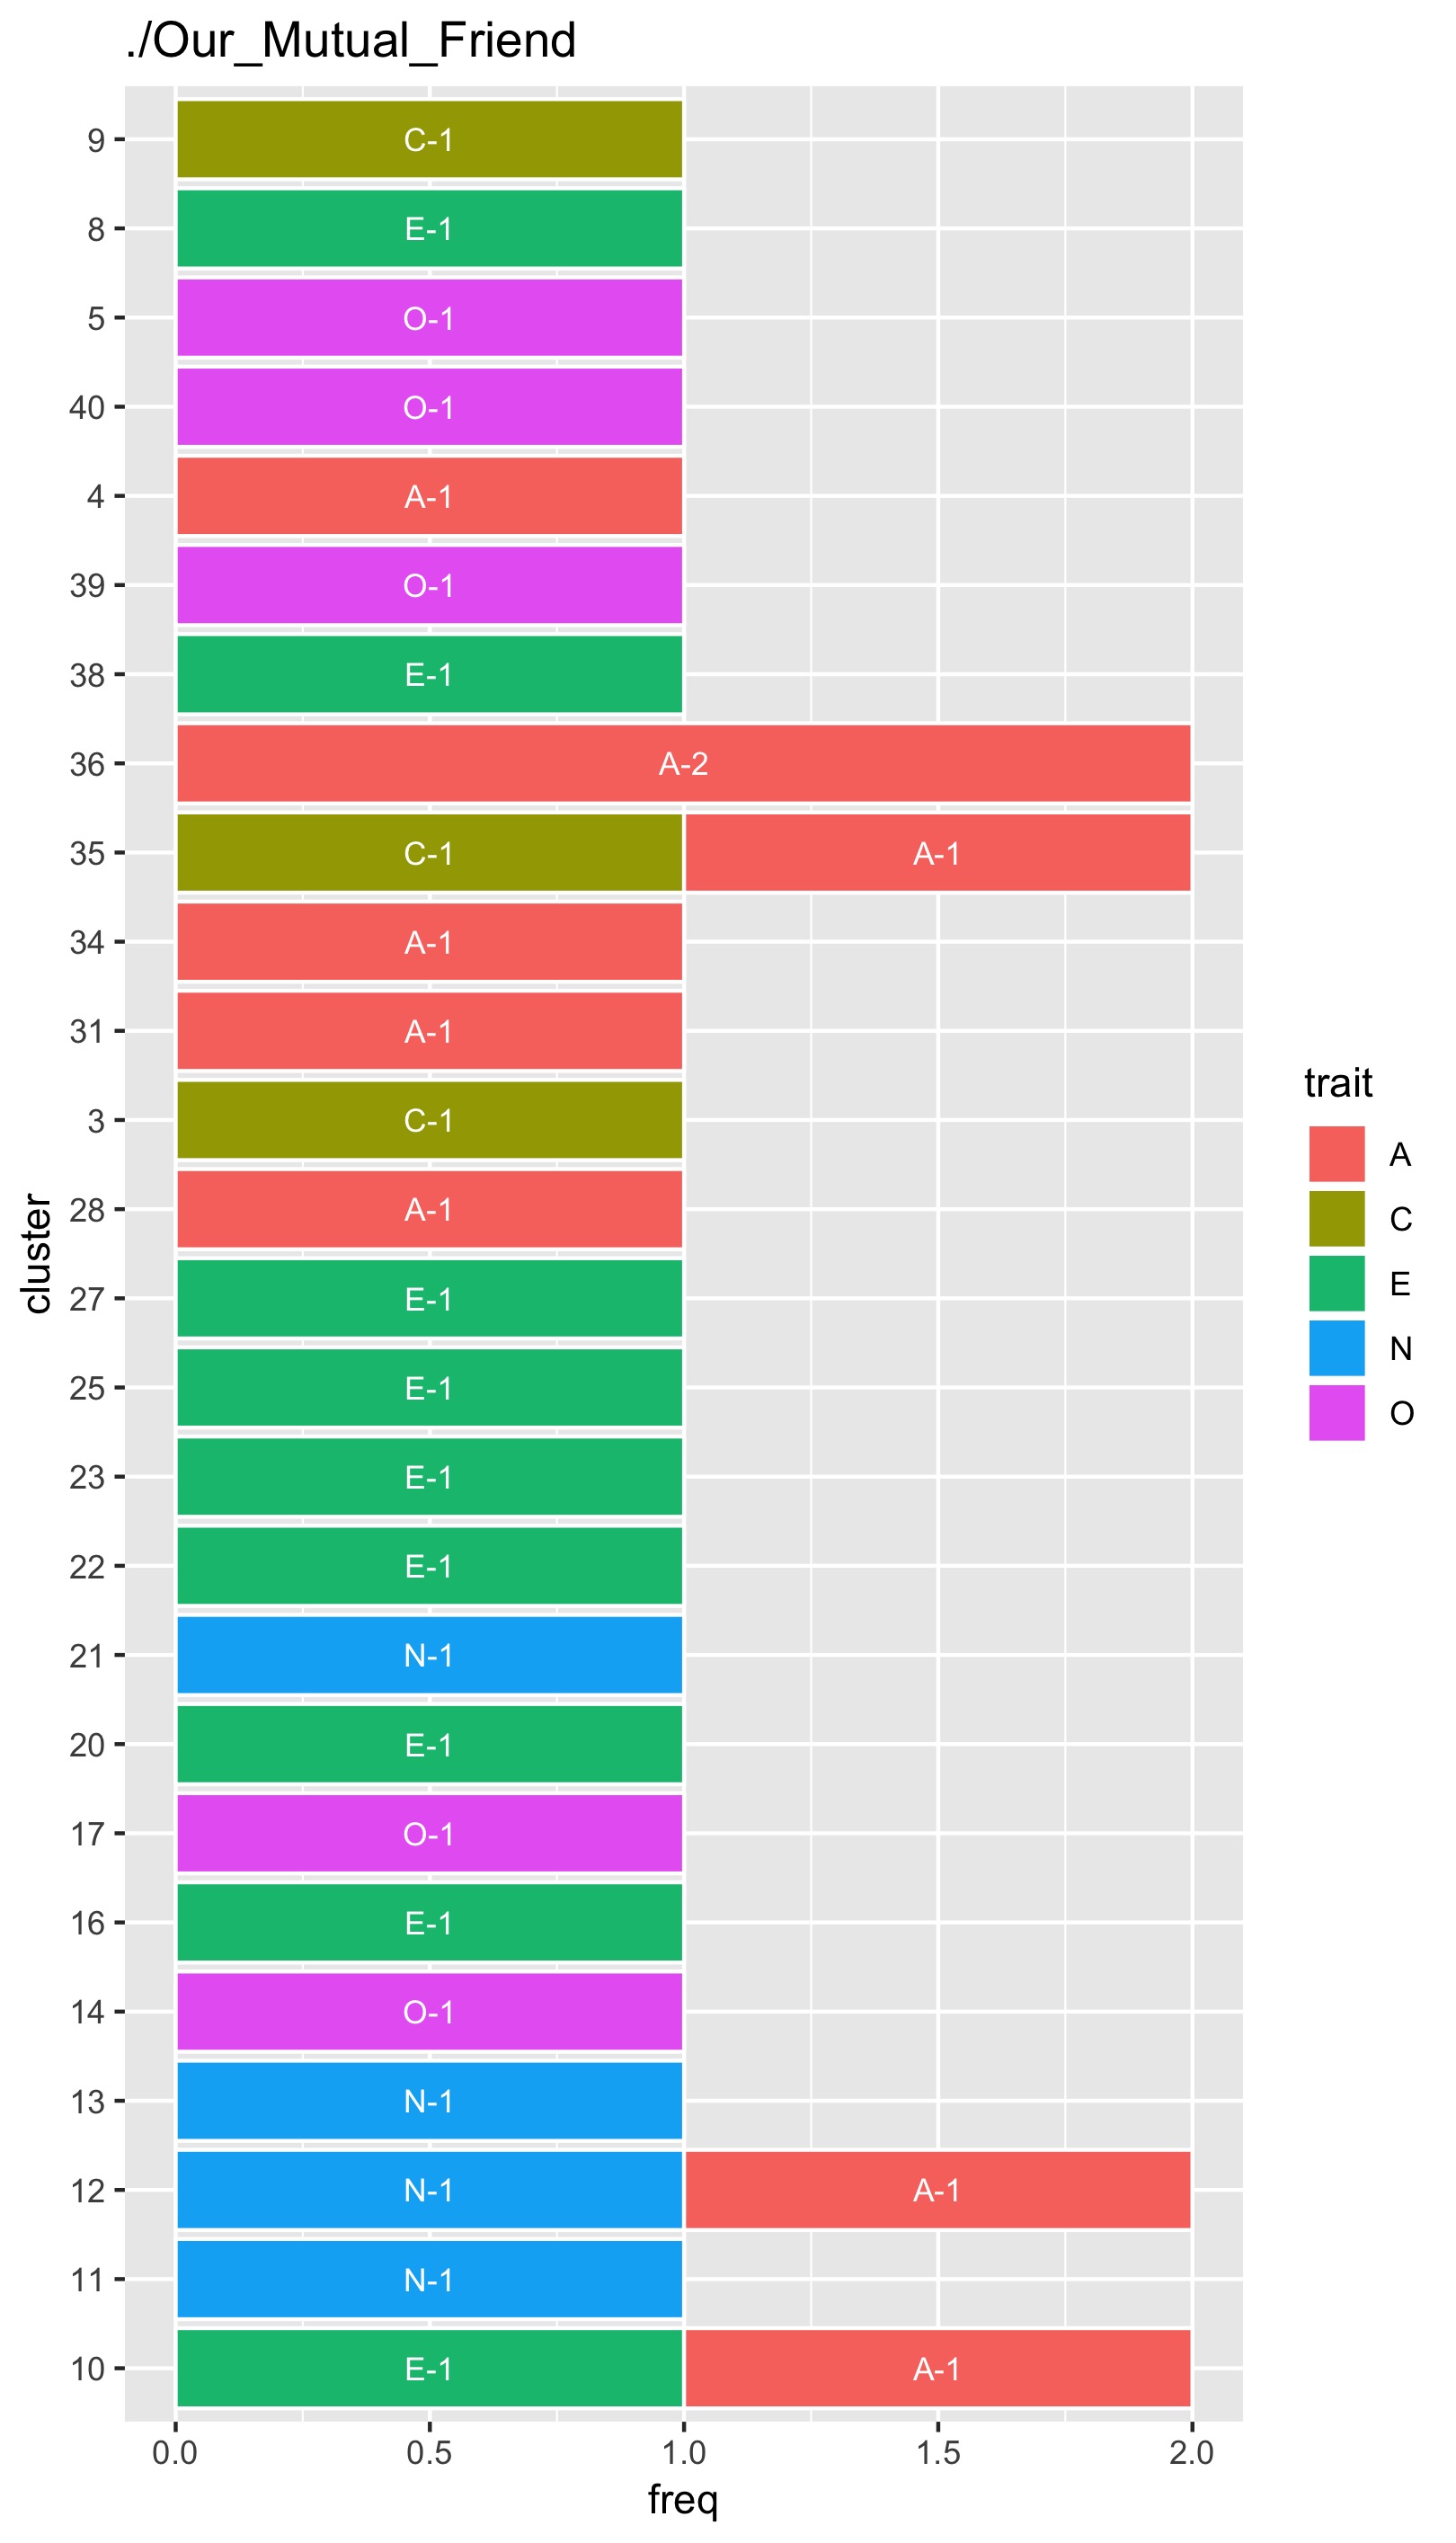 ./Our_Mutual_Friend
9 C-1
8 E-1
5 O-1
40 O-1
4 A-1
39 O-1
38 E-1
36 A-2
35 C-1 A-1
34 A-1
31 A-1
3 C-1
28 A-1
27 E-1
25 E-1
23 E-1
22 E-1
21 N-1
20 E-1
17 O-1
16 E-1
14 O-1
13 N-1
12 N-1 A-1
11 N-1
10 E-1 A-1
0.0 0.5 1.0 1.5 2.0
freq
cluster
trait
A
C
E
N
O